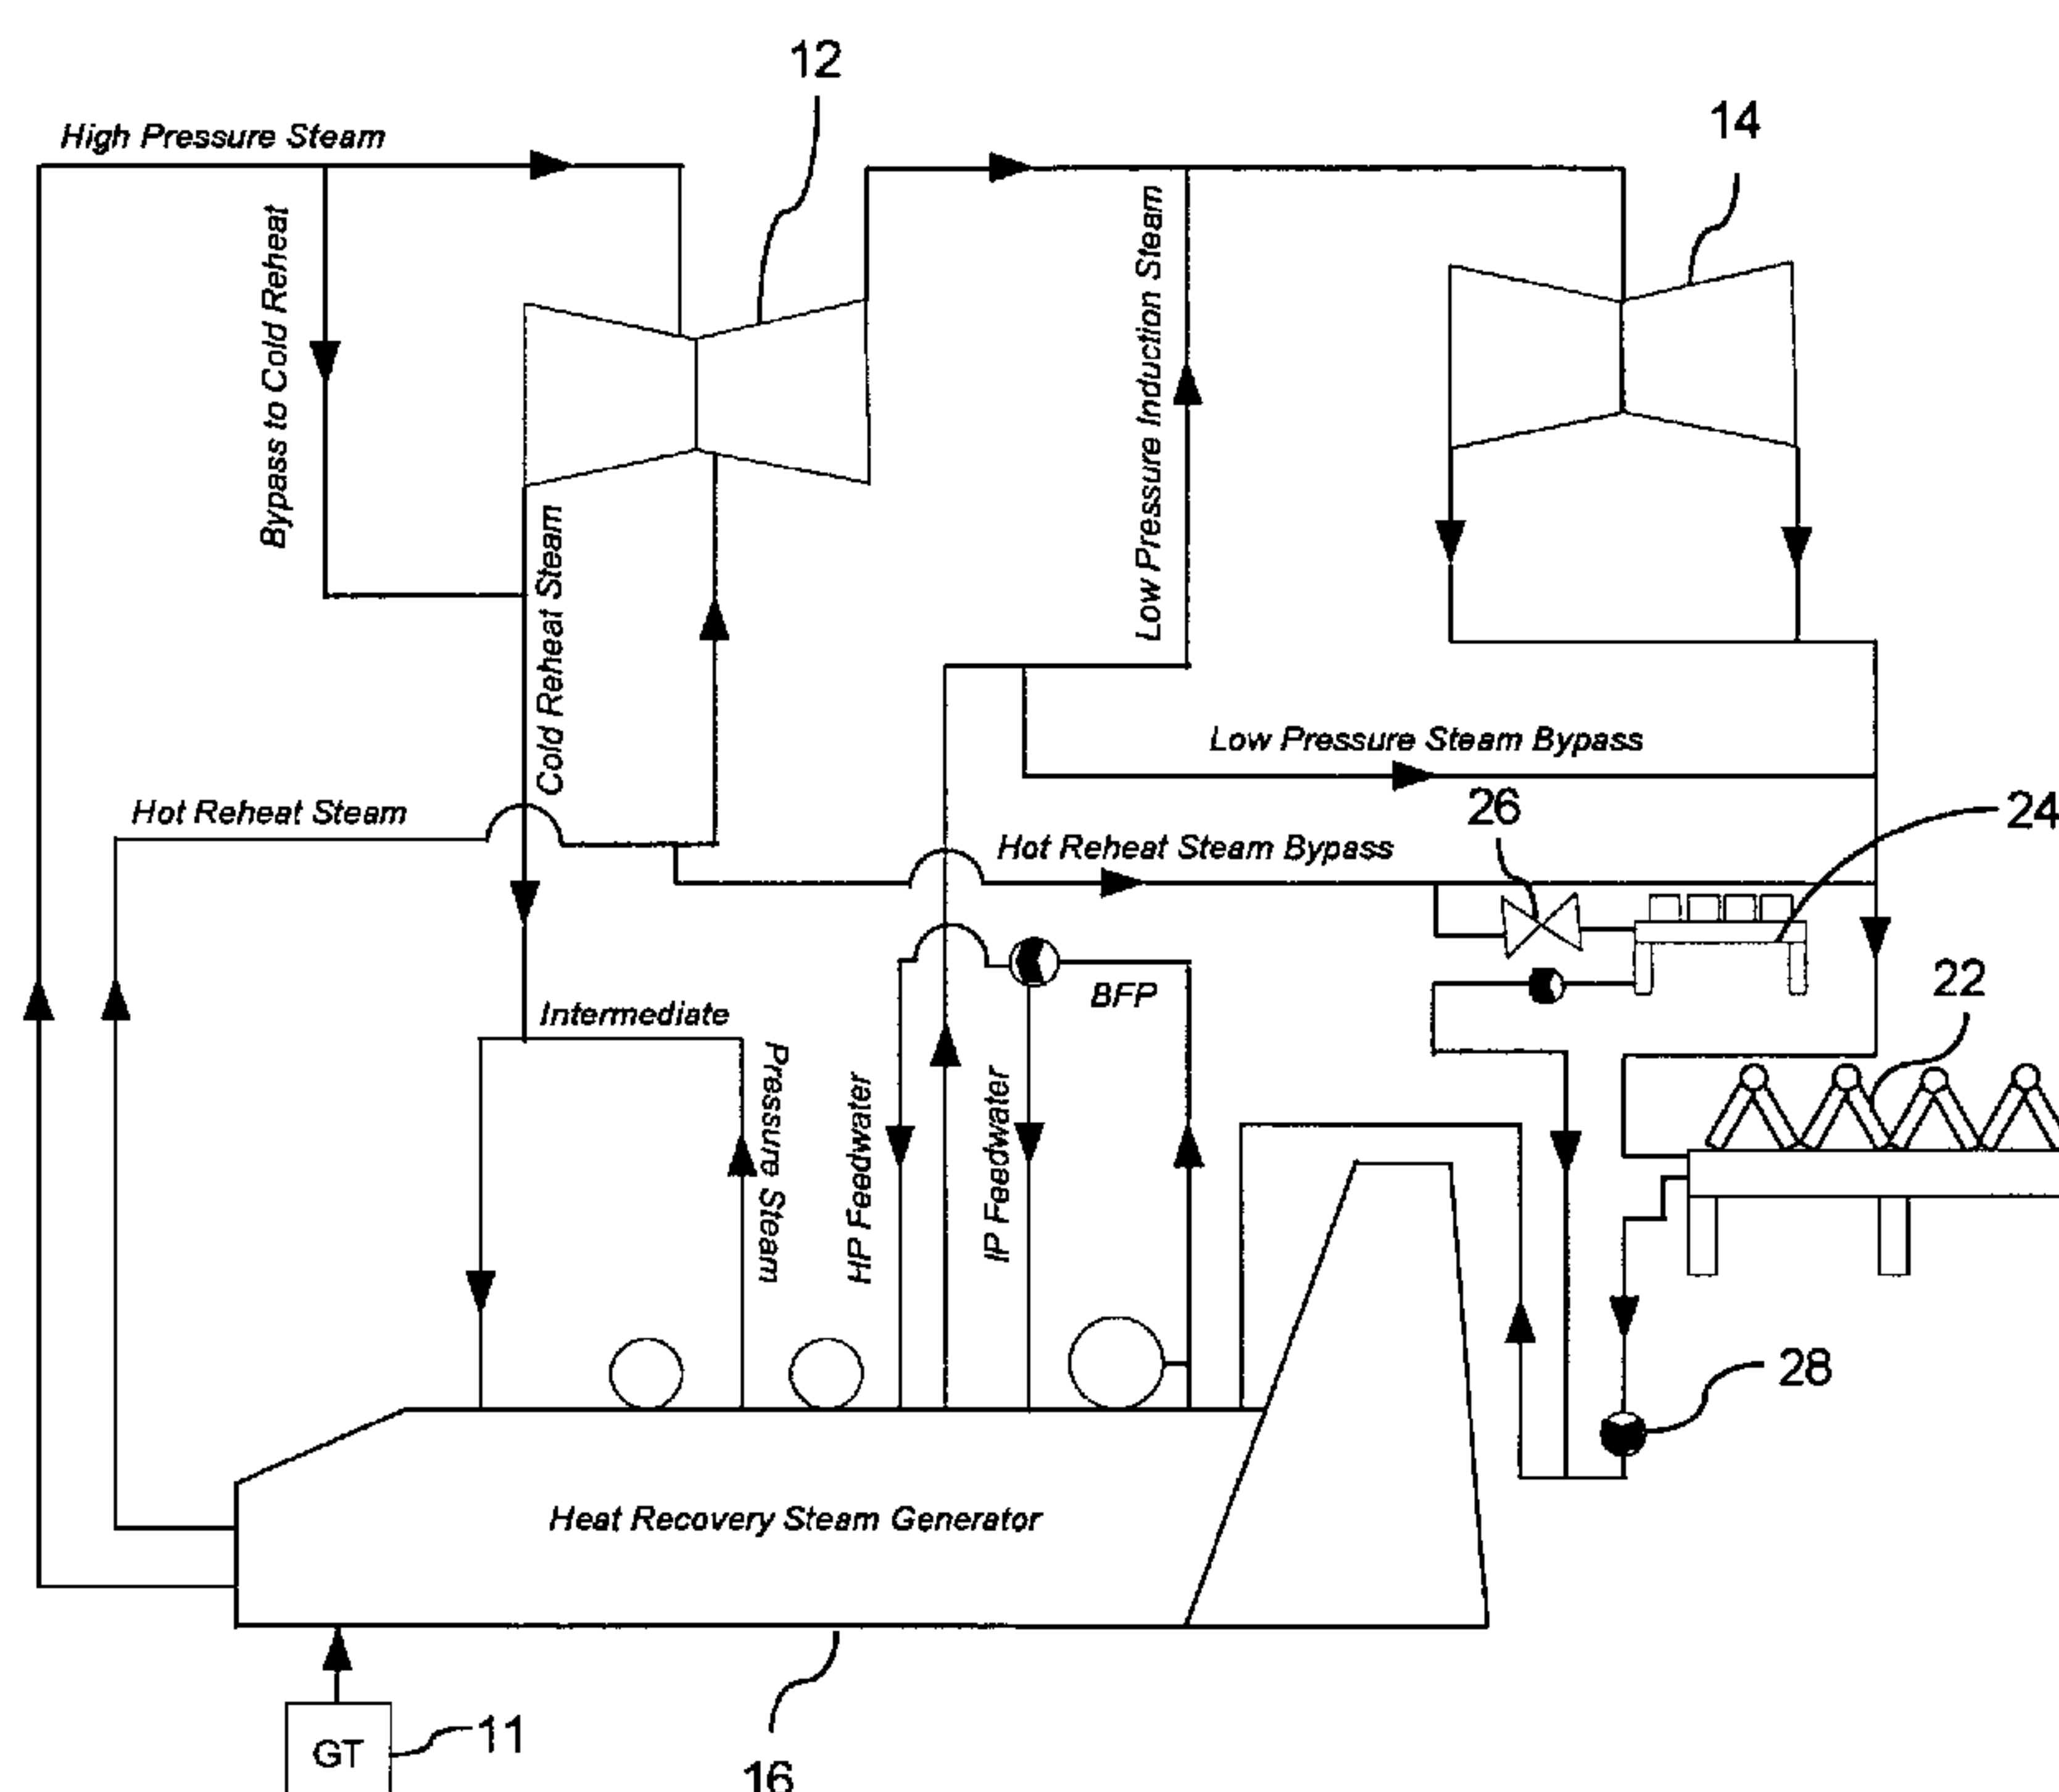 12
14
High Pressure Steam
Bypass to Cold Reheat
Low Pressure Induction Steam
Cold Reheat Steam
Low Pressure Steam Bypass
26
24
Hot Reheat Steam
Hot Reheat Steam Bypass
22
BFP
Intermediate
Pressure Steam
HP Feedwater
IP Feedwater
28
Heat Recovery Steam Generator
GT
11
16